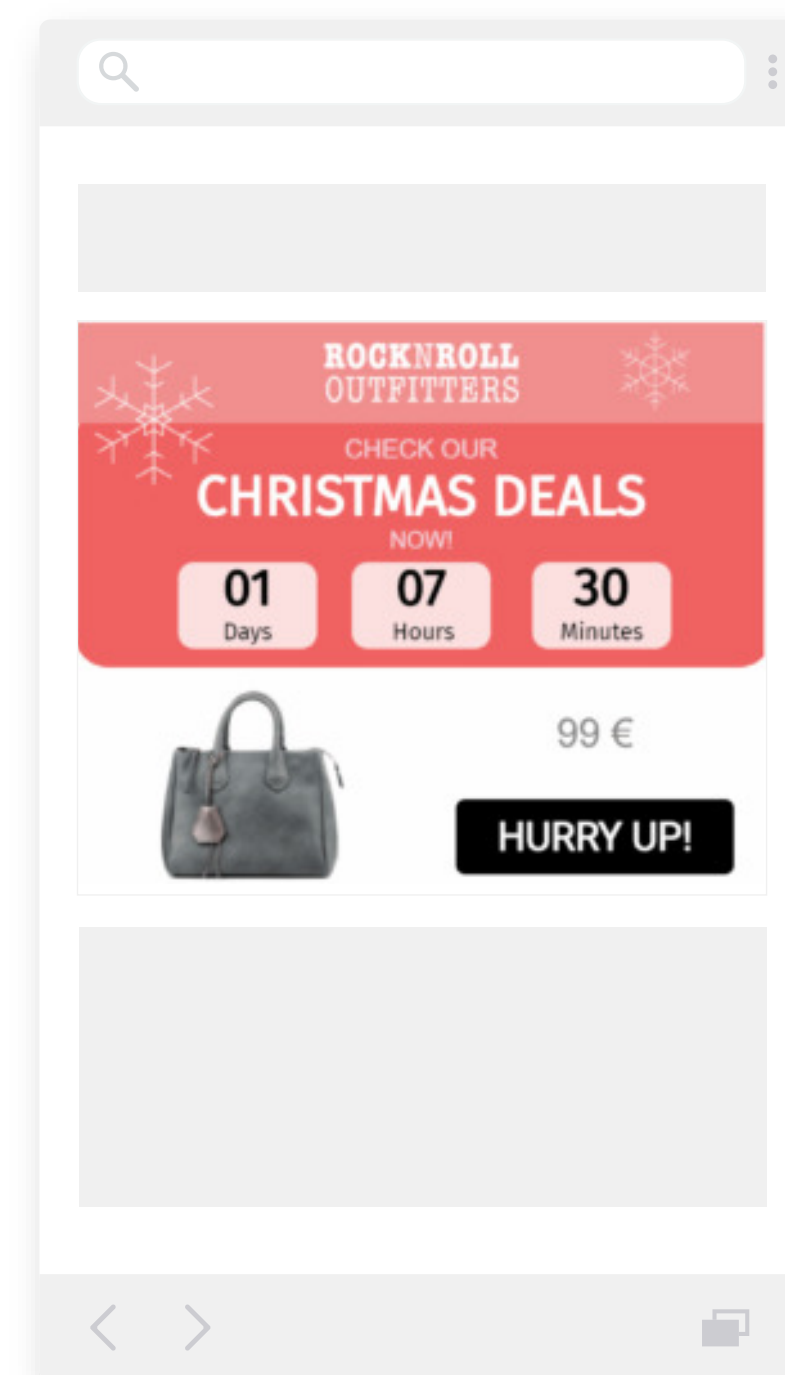 ROCKNROLL
OUTFITTERS
CHECK OUR
CHRISTMAS DEALS
NOW!
01 07 30
Days Hours Minutes
99 €
HURRY UP!